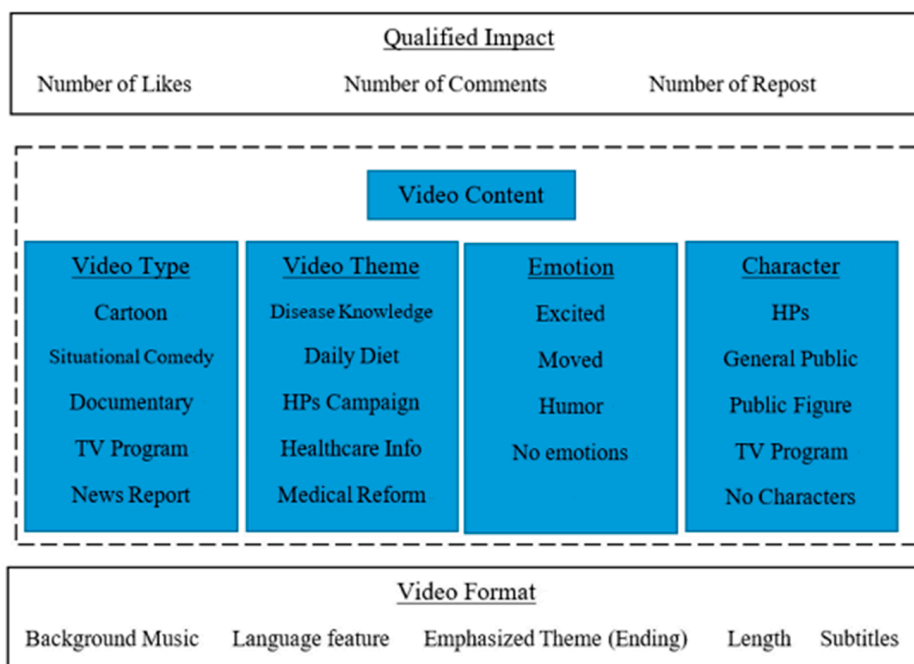 Qualified Impact
Number of Likes Number of Comments Number of Repost
Video Content
Video Type
Cartoon
Situational Comedy
Documentary
TV Program
News Report
Video Theme
Disease Knowledge
Daily Diet
HPs Campaign
Healthcare Info
Medical Reform
Emotion
Excited
Moved
Humor
No emotions
Character
HPs
General Public
Public Figure
TV Program
No Characters
Video Format
Background Music Language feature Emphasized Theme (Ending) Length Subtitles